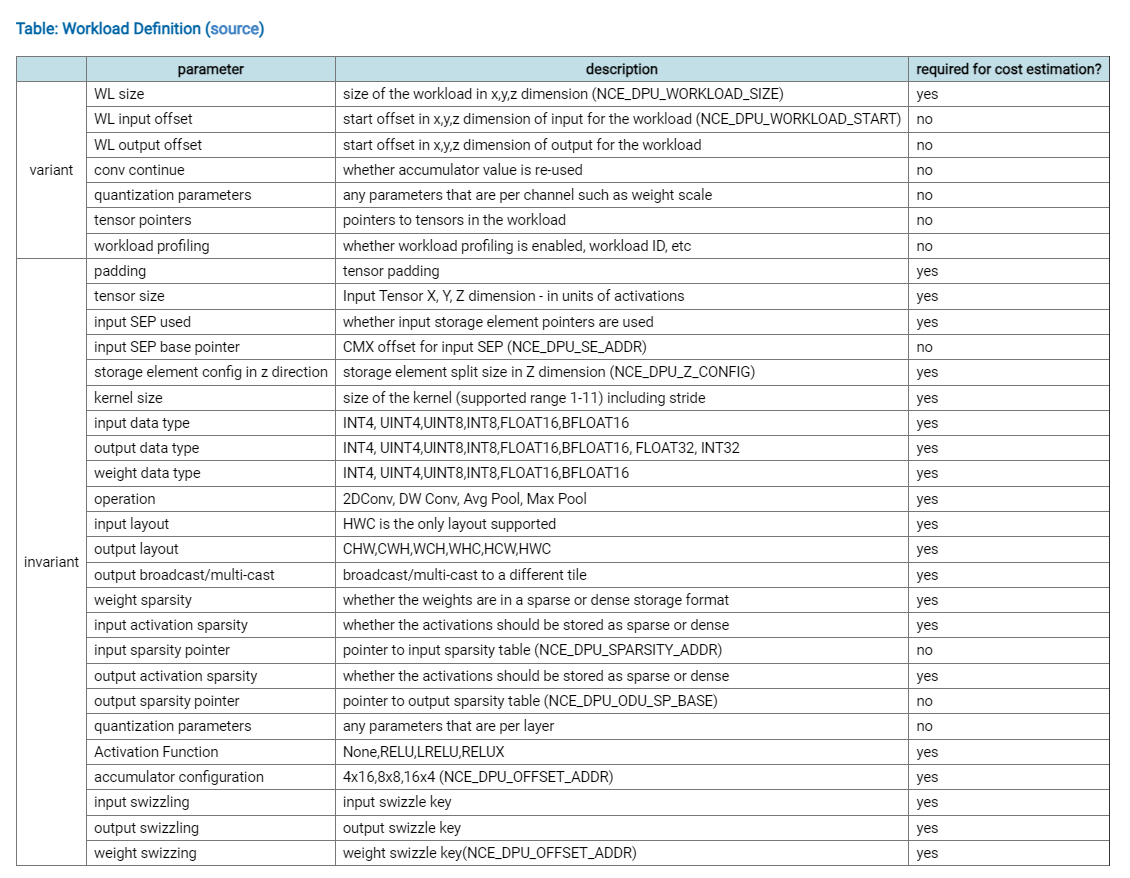 Table: Workload Definition (source)
parameter description required for cost estimation?
variant
WL size size of the workload in x,y,z dimension (NCE_DPU_WORKLOAD_SIZE) yes
WL input offset start offset in x,y,z dimension of input for the workload (NCE_DPU_WORKLOAD_START) no
WL output offset start offset in x,y,z dimension of output for the workload no
conv continue whether accumulator value is re-used no
quantization parameters any parameters that are per channel such as weight scale no
tensor pointers pointers to tensors in the workload no
workload profiling whether workload profiling is enabled, workload ID, etc no
invariant
padding tensor padding yes
tensor size Input Tensor X, Y, Z dimension - in units of activations yes
input SEP used whether input storage element pointers are used yes
input SEP base pointer CMX offset for input SEP (NCE_DPU_SE_ADDR) no
storage element config in z direction storage element split size in Z dimension (NCE_DPU_Z_CONFIG) yes
kernel size size of the kernel (supported range 1-11) including stride yes
input data type INT4, UINT4,UINT8,INT8,FLOAT16,BFLOAT16 yes
output data type INT4, UINT4,UINT8,INT8,FLOAT16,BFLOAT16, FLOAT32, INT32 yes
weight data type INT4, UINT4,UINT8,INT8,FLOAT16,BFLOAT16 yes
operation 2DConv, DW Conv, Avg Pool, Max Pool yes
input layout HWC is the only layout supported yes
output layout CHW,CWH,WCH,WHC,HCW,HWC yes
output broadcast/multi-cast broadcast/multi-cast to a different tile yes
weight sparsity whether the weights are in a sparse or dense storage format yes
input activation sparsity whether the activations should be stored as sparse or dense yes
input sparsity pointer pointer to input sparsity table (NCE_DPU_SPARSITY_ADDR) no
output activation sparsity whether the activations should be stored as sparse or dense yes
output sparsity pointer pointer to output sparsity table (NCE_DPU_ODU_SP_BASE) no
quantization parameters any parameters that are per layer no
Activation Function None,RELU,LRELU,RELUX yes
accumulator configuration 4x16,8x8,16x4 (NCE_DPU_OFFSET_ADDR) yes
input swizzling input swizzle key yes
output swizzling output swizzle key yes
weight swizzing weight swizzle key(NCE_DPU_OFFSET_ADDR) yes